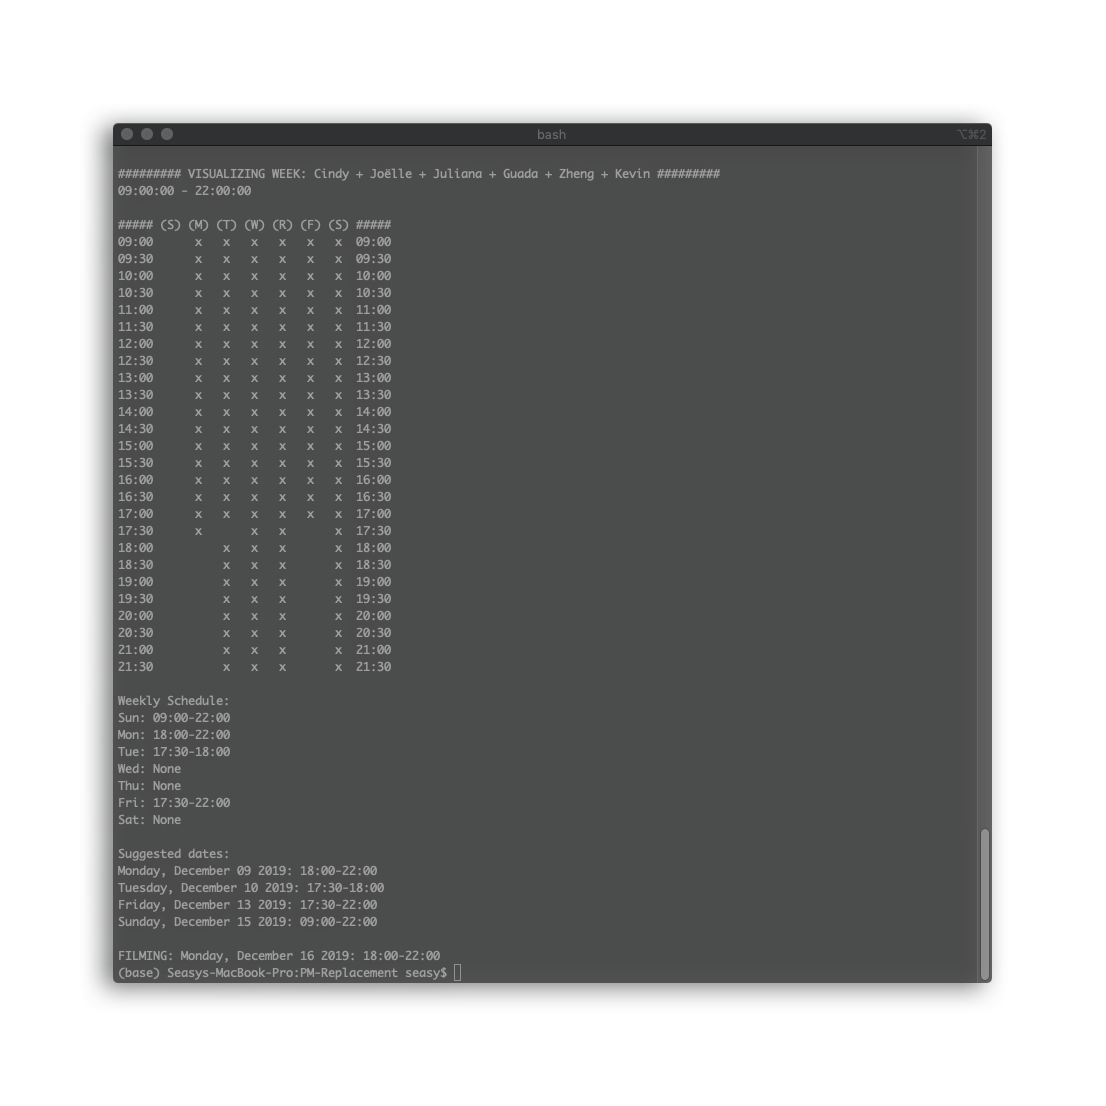 bash
⌥⌘2
######### VISUALIZING WEEK: Cindy + Joëlle + Juliana + Guada + Zheng + Kevin #########
09:00:00 - 22:00:00
##### (S) (M) (T) (W) (R) (F) (S) #####
09:00      x   x   x   x   x   x  09:00
09:30      x   x   x   x   x   x  09:30
10:00      x   x   x   x   x   x  10:00
10:30      x   x   x   x   x   x  10:30
11:00      x   x   x   x   x   x  11:00
11:30      x   x   x   x   x   x  11:30
12:00      x   x   x   x   x   x  12:00
12:30      x   x   x   x   x   x  12:30
13:00      x   x   x   x   x   x  13:00
13:30      x   x   x   x   x   x  13:30
14:00      x   x   x   x   x   x  14:00
14:30      x   x   x   x   x   x  14:30
15:00      x   x   x   x   x   x  15:00
15:30      x   x   x   x   x   x  15:30
16:00      x   x   x   x   x   x  16:00
16:30      x   x   x   x   x   x  16:30
17:00      x   x   x   x   x   x  17:00
17:30      x       x   x       x  17:30
18:00          x   x   x       x  18:00
18:30          x   x   x       x  18:30
19:00          x   x   x       x  19:00
19:30          x   x   x       x  19:30
20:00          x   x   x       x  20:00
20:30          x   x   x       x  20:30
21:00          x   x   x       x  21:00
21:30          x   x   x       x  21:30
Weekly Schedule:
Sun: 09:00-22:00
Mon: 18:00-22:00
Tue: 17:30-18:00
Wed: None
Thu: None
Fri: 17:30-22:00
Sat: None
Suggested dates:
Monday, December 09 2019: 18:00-22:00
Tuesday, December 10 2019: 17:30-18:00
Friday, December 13 2019: 17:30-22:00
Sunday, December 15 2019: 09:00-22:00
FILMING: Monday, December 16 2019: 18:00-22:00
(base) Seasys-MacBook-Pro:PM-Replacement seasy$